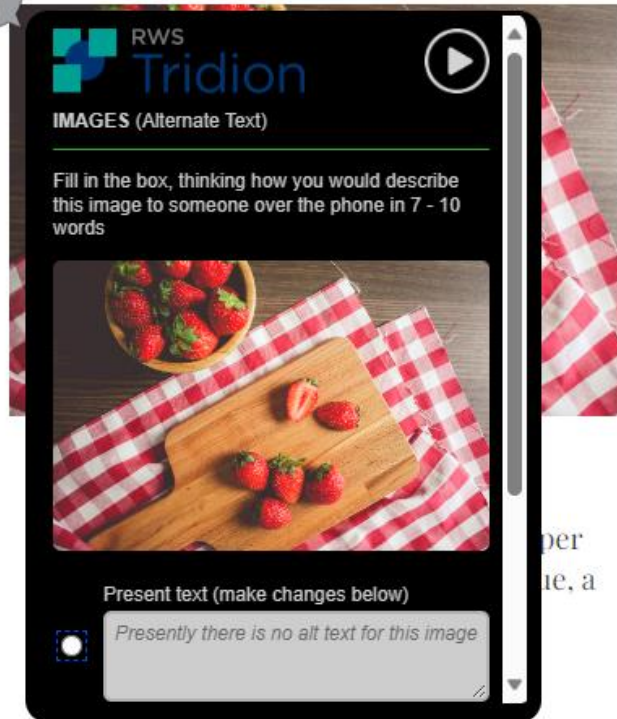 RWS
Tridion
IMAGES (Alternate Text)
Fill in the box, thinking how you would describe
this image to someone over the phone in 7 - 10
words
Present text (make changes below)
Presently there is no alt text for this image
per
ue, a